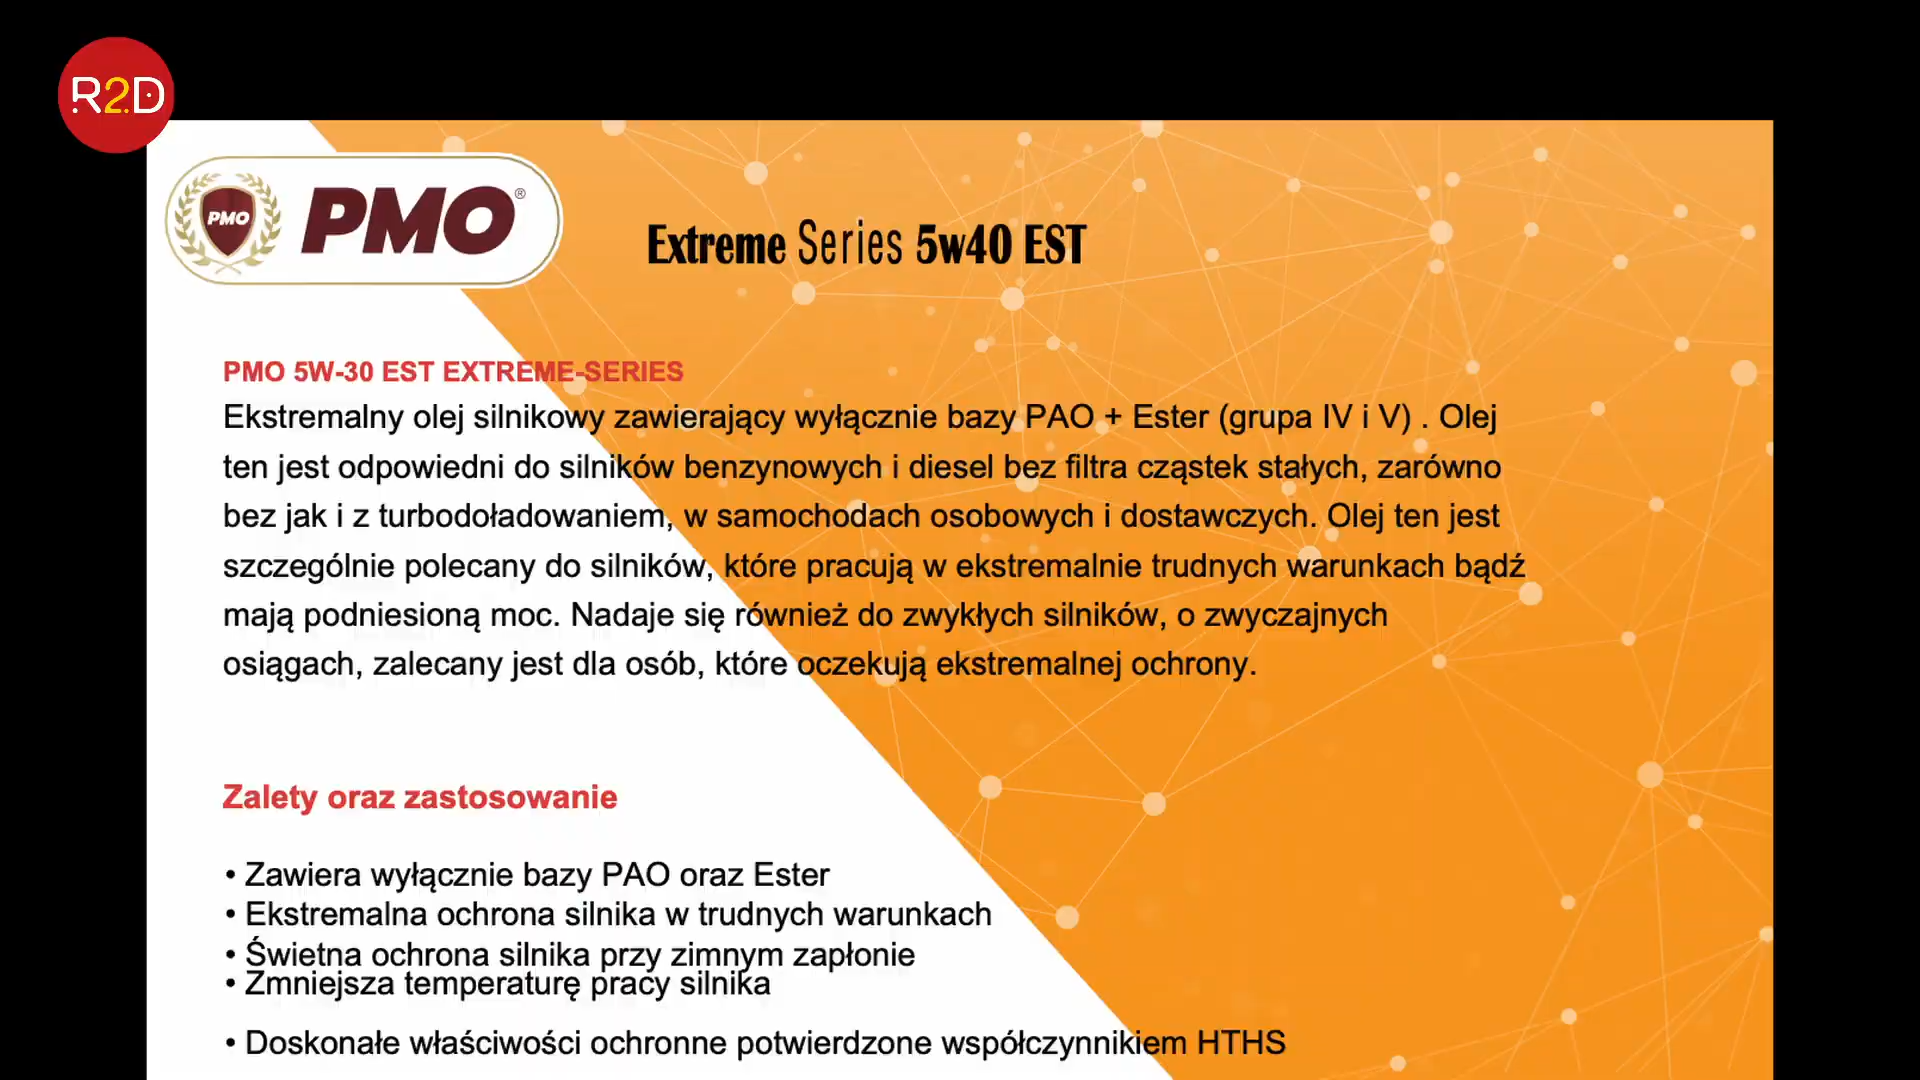 R2D
PMO
PMO®
Extreme Series 5w40 EST
PMO 5W-30 EST EXTREME-SERIES
Ekstremalny olej silnikowy zawierający wyłącznie bazy PAO + Ester (grupa IV i V) . Olej
ten jest odpowiedni do silników benzynowych i diesel bez filtra cząstek stałych, zarówno
bez jak i z turbodoładowaniem, w samochodach osobowych i dostawczych. Olej ten jest
szczególnie polecany do silników, które pracują w ekstremalnie trudnych warunkach bądź
mają podniesioną moc. Nadaje się również do zwykłych silników, o zwyczajnych
osiągach, zalecany jest dla osób, które oczekują ekstremalnej ochrony.
Zalety oraz zastosowanie
• Zawiera wyłącznie bazy PAO oraz Ester
• Ekstremalna ochrona silnika w trudnych warunkach
• Świetna ochrona silnika przy zimnym zapłonie
• Zmniejsza temperaturę pracy silnika
• Doskonałe właściwości ochronne potwierdzone współczynnikiem HTHS